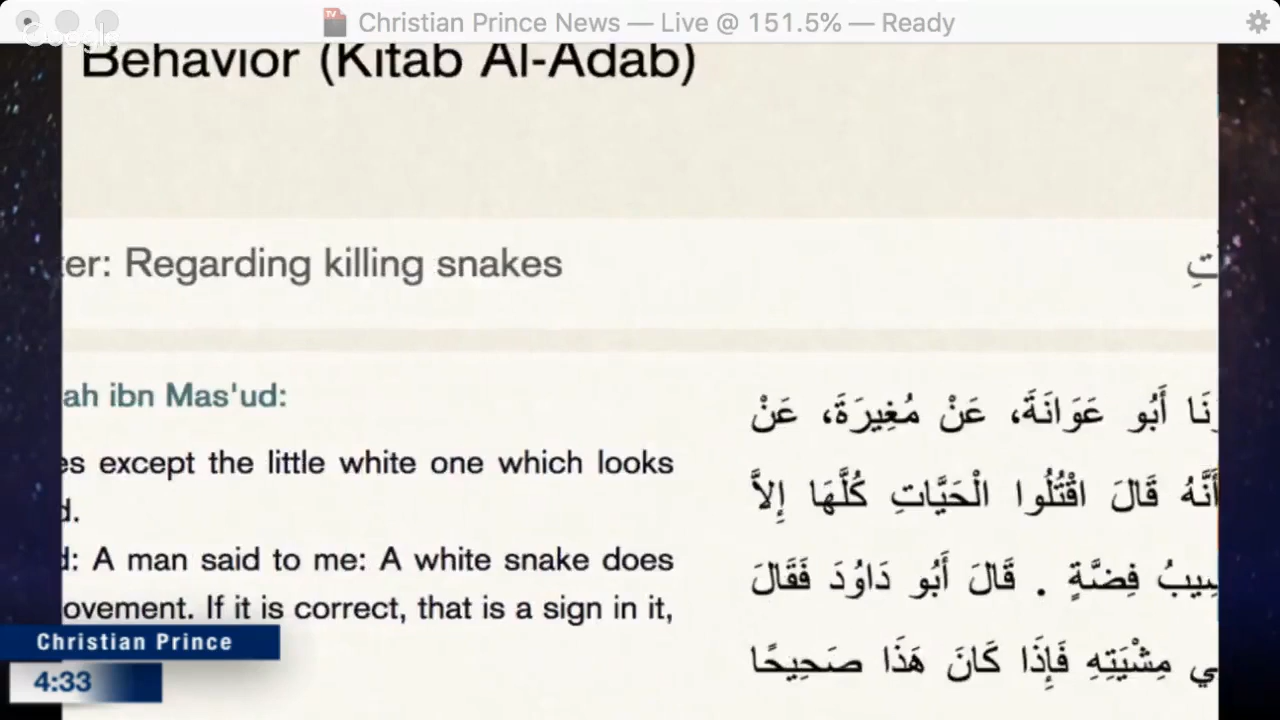 Christian Prince News — Live @ 151.5% — Ready
Google
Behavior (Kitab Al-Adab)
ter: Regarding killing snakes
تِ
ah ibn Mas'ud:
es except the little white one which looks
d.
d: A man said to me: A white snake does
ovement. If it is correct, that is a sign in it,
نَا أَبُو عَوَانَةَ، عَنْ مُغِيرَةَ، عَنْ
أَنَّهُ قَالَ اقْتُلُوا الْحَيَّاتِ كُلَّهَا إِلاَّ
يبُ فِضَّةٍ . قَالَ أَبُو دَاوُدَ فَقَالَ
ي مِشْيَتِهِ فَإِذَا كَانَ هَذَا صَحِيحًا
Christian Prince
4:33